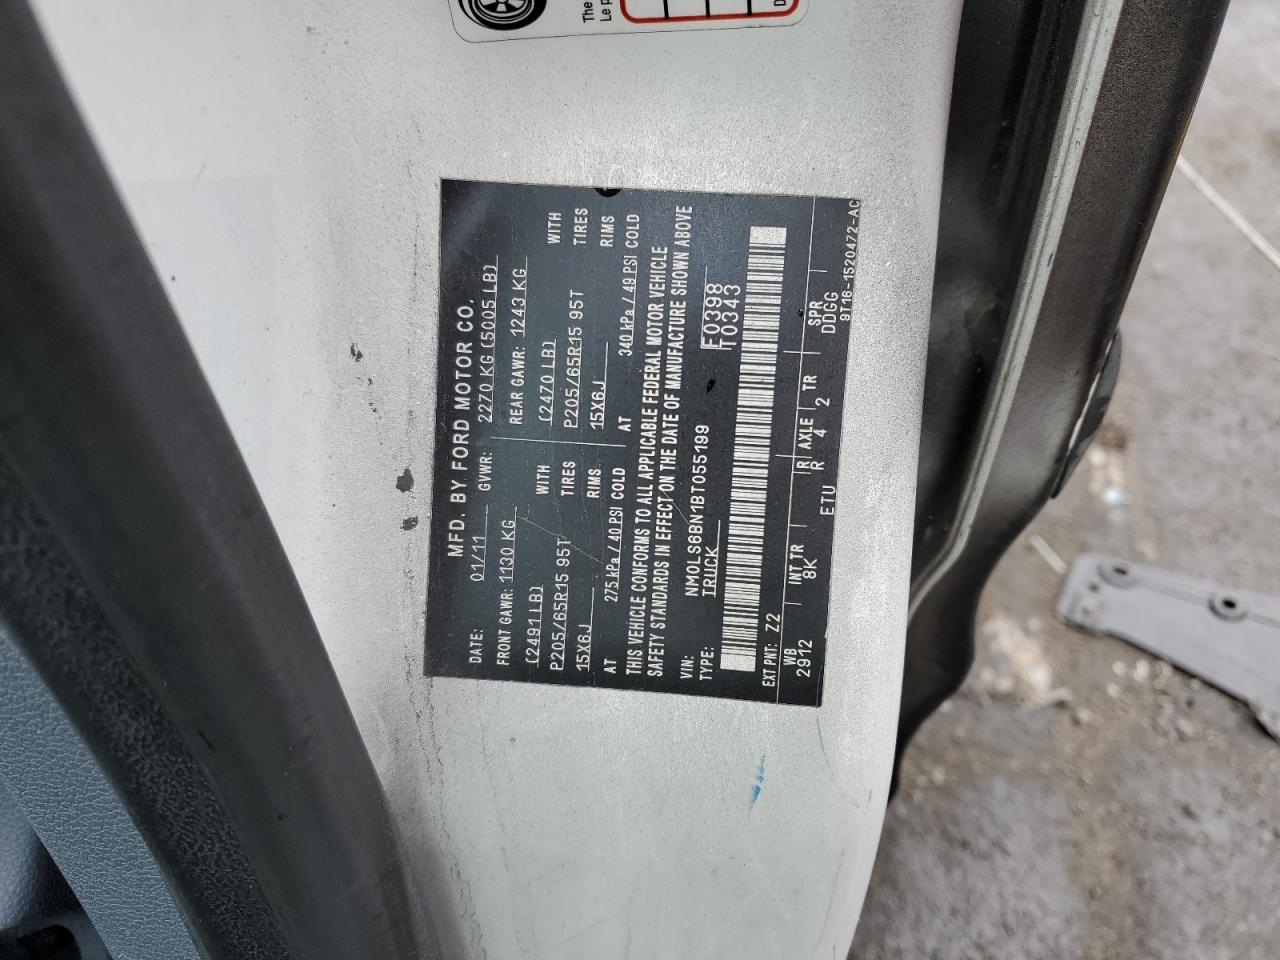 MFD. BY FORD MOTOR CO.
DATE: 01/11 GVWR: 2270 KG (5005 LB)
FRONT GAWR: 1130 KG REAR GAWR: 1243 KG
(2491 LB) WITH (2470 LB) WITH
P205/65R15 95T TIRES P205/65R15 95T TIRES
15X6J RIMS 15X6J RIMS
AT 275 kPa / 40 PSI COLD AT 340 kPa / 49 PSI COLD
THIS VEHICLE CONFORMS TO ALL APPLICABLE FEDERAL MOTOR VEHICLE
SAFETY STANDARDS IN EFFECT ON THE DATE OF MANUFACTURE SHOWN ABOVE
VIN: NM0LS6BN1BT055199 F0398
TYPE: TRUCK T0343
EXT PNT: Z2
WB INT TR R AXLE TR SPR
2912 8K R 4 2 DDGG
ETU 9T16-1520472-AC
The
Le p
D